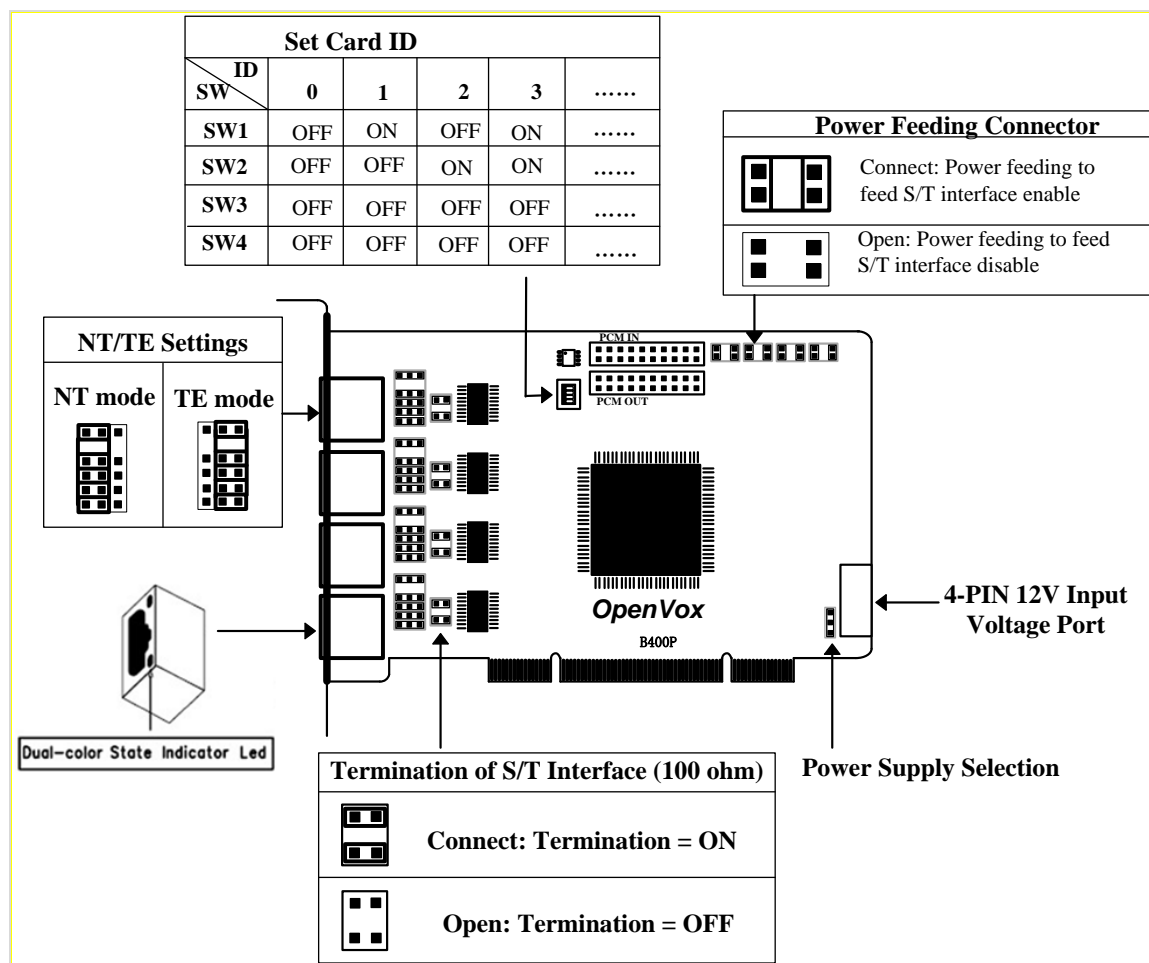 Set Card ID
ID
SW 0 1 2 3 ……
SW1 OFF ON OFF ON ……
SW2 OFF OFF ON ON ……
SW3 OFF OFF OFF OFF ……
SW4 OFF OFF OFF OFF ……
Power Feeding Connector
Connect: Power feeding to
feed S/T interface enable
Open: Power feeding to feed
S/T interface disable
NT/TE Settings
NT mode TE mode
PCM IN
PCM OUT
OpenVox
B400P
4-PIN 12V Input
Voltage Port
Dual-color State Indicator Led
Power Supply Selection
Termination of S/T Interface (100 ohm)
Connect: Termination = ON
Open: Termination = OFF